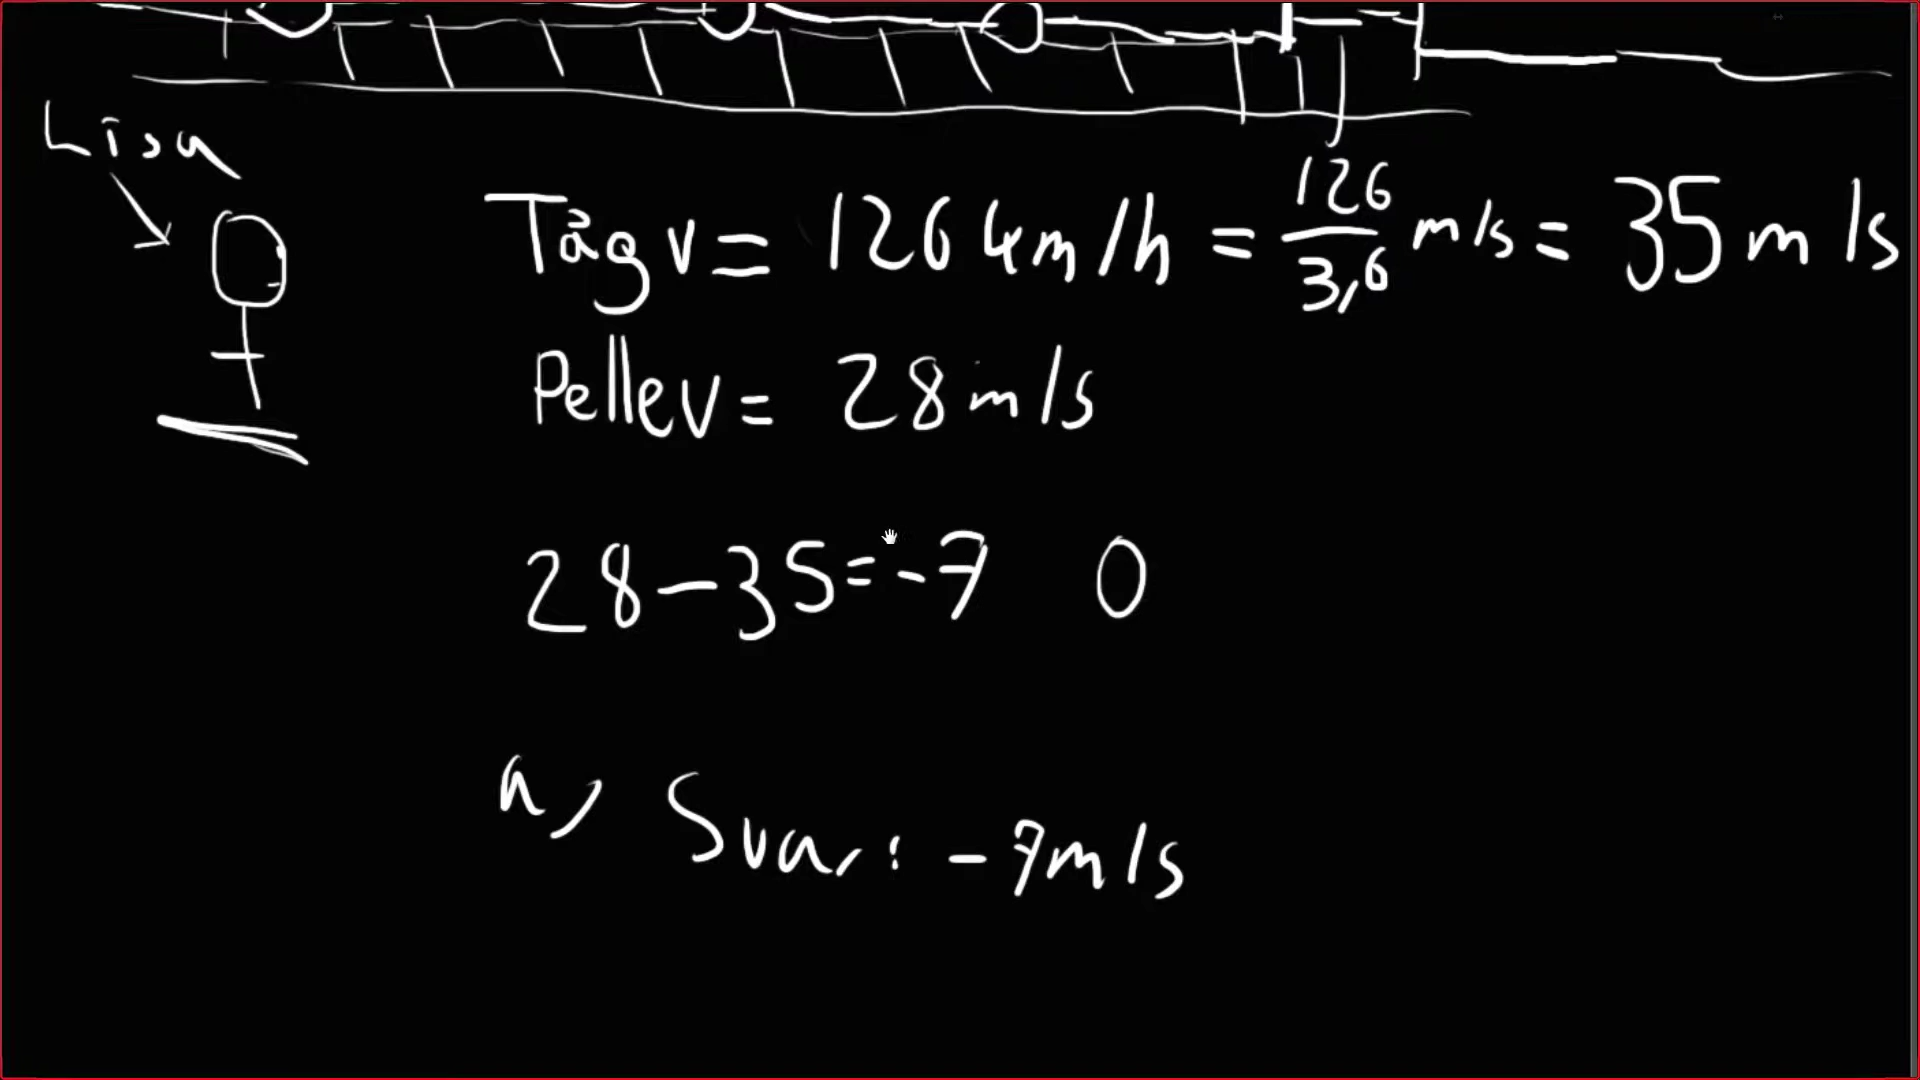 Lisa
Tåg v = 126 km/h = 126/3,6 m/s = 35 m/s
Pelle v = 28 m/s
28 - 35 = -7 0
a) Svar: -7 m/s